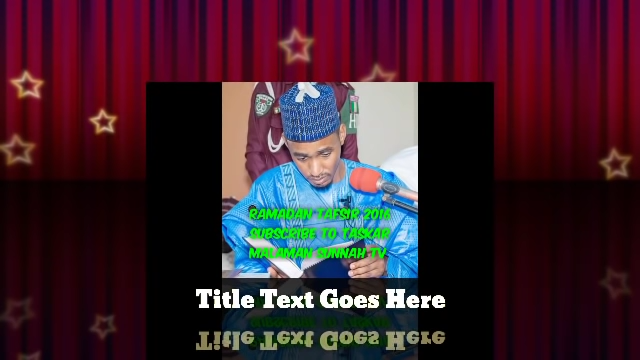 RAMADAN TAFSIR 2016
SUBSCRIBE TO TASKAR
MALAMAN SUNNAH TV
Title Text Goes Here